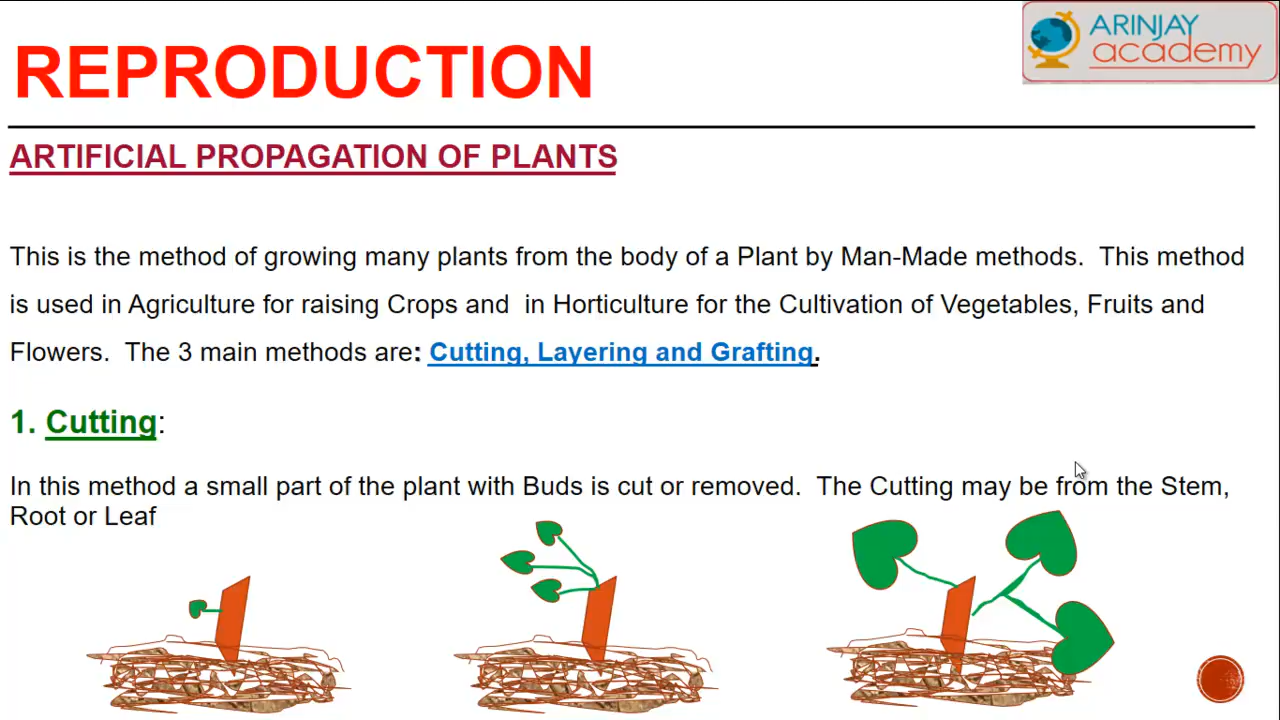 ARINJAY
academy
REPRODUCTION
ARTIFICIAL PROPAGATION OF PLANTS
This is the method of growing many plants from the body of a Plant by Man-Made methods.  This method
is used in Agriculture for raising Crops and  in Horticulture for the Cultivation of Vegetables, Fruits and
Flowers.  The 3 main methods are: Cutting, Layering and Grafting.
1. Cutting:
In this method a small part of the plant with Buds is cut or removed.  The Cutting may be from the Stem,
Root or Leaf